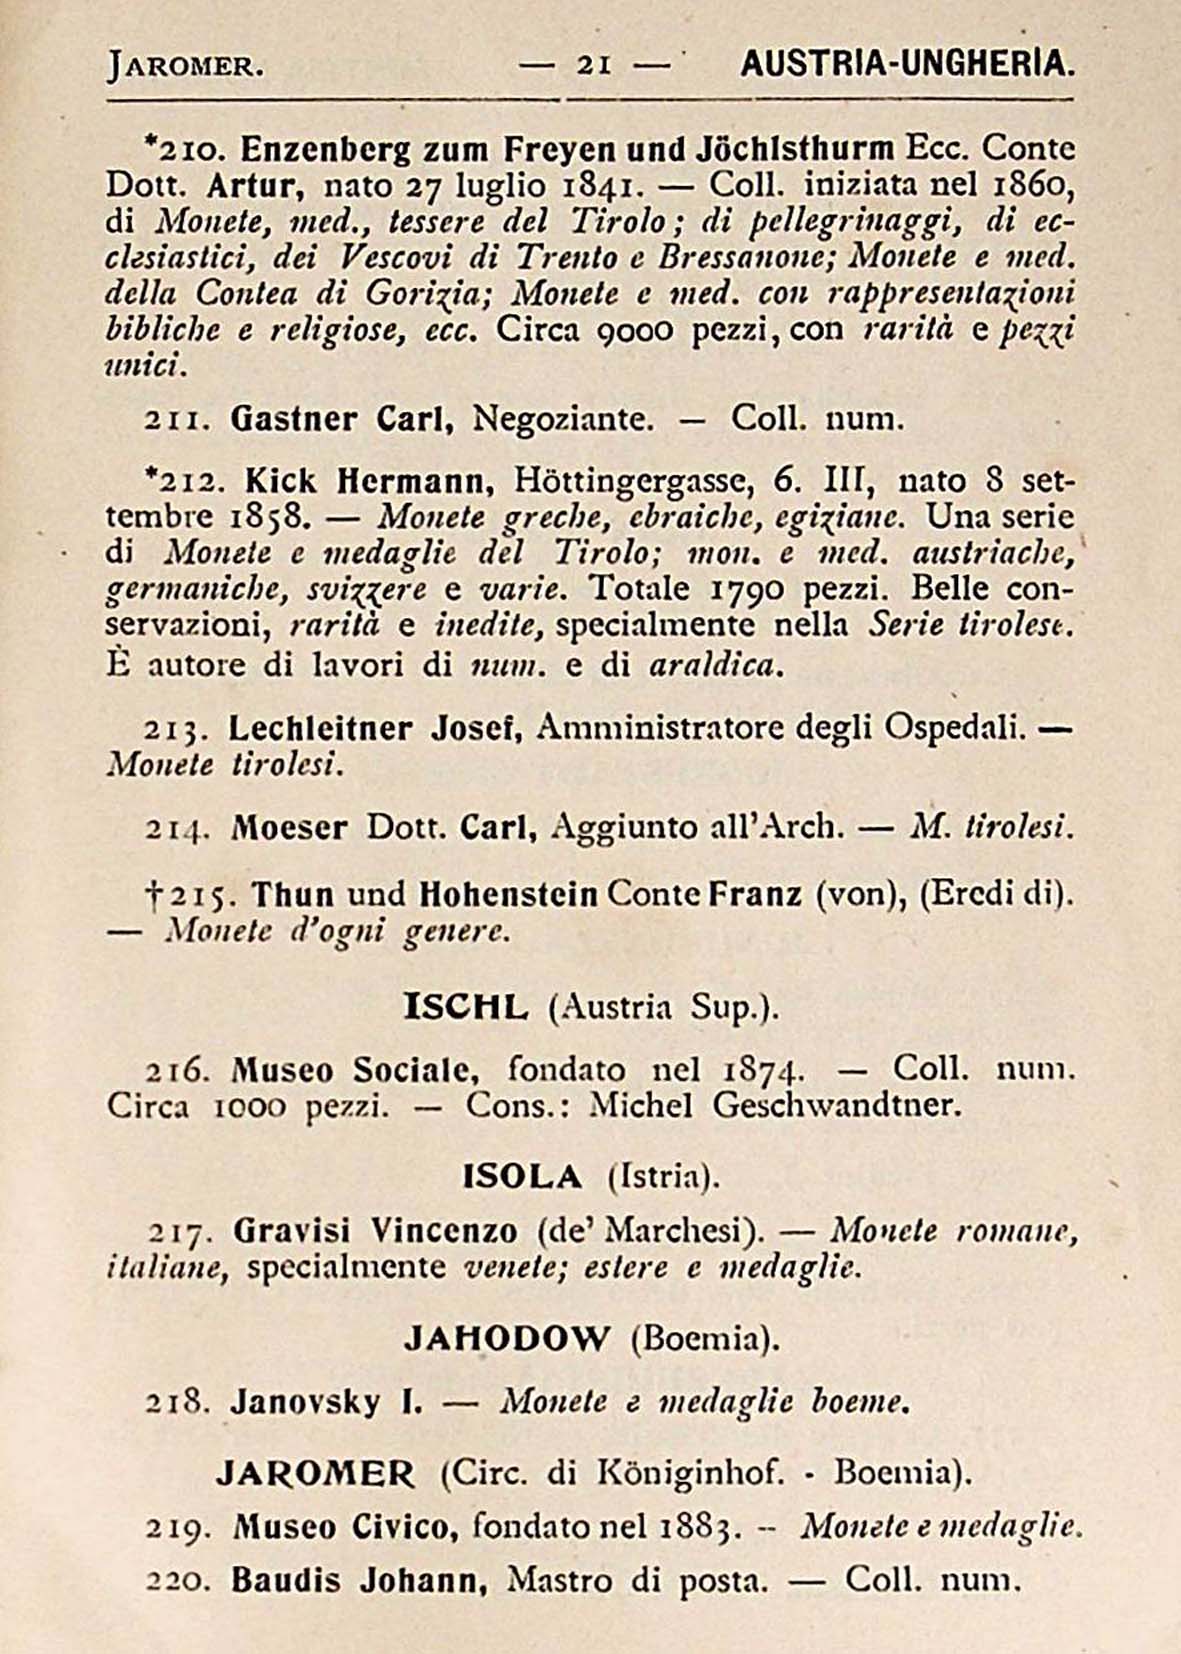 JAROMER. — 21 — AUSTRIA-UNGHERIA.
*210. Enzenberg zum Freyen und Jöchlsthurm Ecc. Conte
Dott. Artur, nato 27 luglio 1841. — Coll. iniziata nel 1860,
di Monete, med., tessere del Tirolo; di pellegrinaggi, di ec-
clesiastici, dei Vescovi di Trento e Bressanone; Monete e med.
della Contea di Gorizia; Monete e med. con rappresentazioni
bibliche e religiose, ecc. Circa 9000 pezzi, con rarità e pezzi
unici.
211. Gastner Carl, Negoziante. — Coll. num.
*212. Kick Hermann, Höttingergasse, 6. III, nato 8 set-
tembre 1858. — Monete greche, ebraiche, egiziane. Una serie
di Monete e medaglie del Tirolo; mon. e med. austriache,
germaniche, svizzere e varie. Totale 1790 pezzi. Belle con-
servazioni, rarità e inedite, specialmente nella Serie tirolese.
È autore di lavori di num. e di araldica.
213. Lechleitner Josef, Amministratore degli Ospedali. —
Monete tirolesi.
214. Moeser Dott. Carl, Aggiunto all'Arch. — M. tirolesi.
†215. Thun und Hohenstein Conte Franz (von), (Eredi di).
— Monete d'ogni genere.
ISCHL (Austria Sup.).
216. Museo Sociale, fondato nel 1874. — Coll. num.
Circa 1000 pezzi. — Cons.: Michel Geschwandtner.
ISOLA (Istria).
217. Gravisi Vincenzo (de' Marchesi). — Monete romane,
italiane, specialmente venete; estere e medaglie.
JAHODOW (Boemia).
218. Janovsky I. — Monete e medaglie boeme.
JAROMER (Circ. di Königinhof. - Boemia).
219. Museo Civico, fondato nel 1883. -- Monete e medaglie.
220. Baudis Johann, Mastro di posta. — Coll. num.